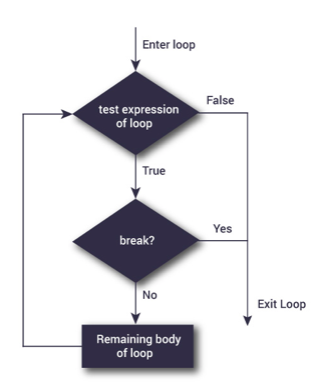 Enter loop
test expression
of loop
False
True
break?
Yes
No
Exit Loop
Remaining body
of loop